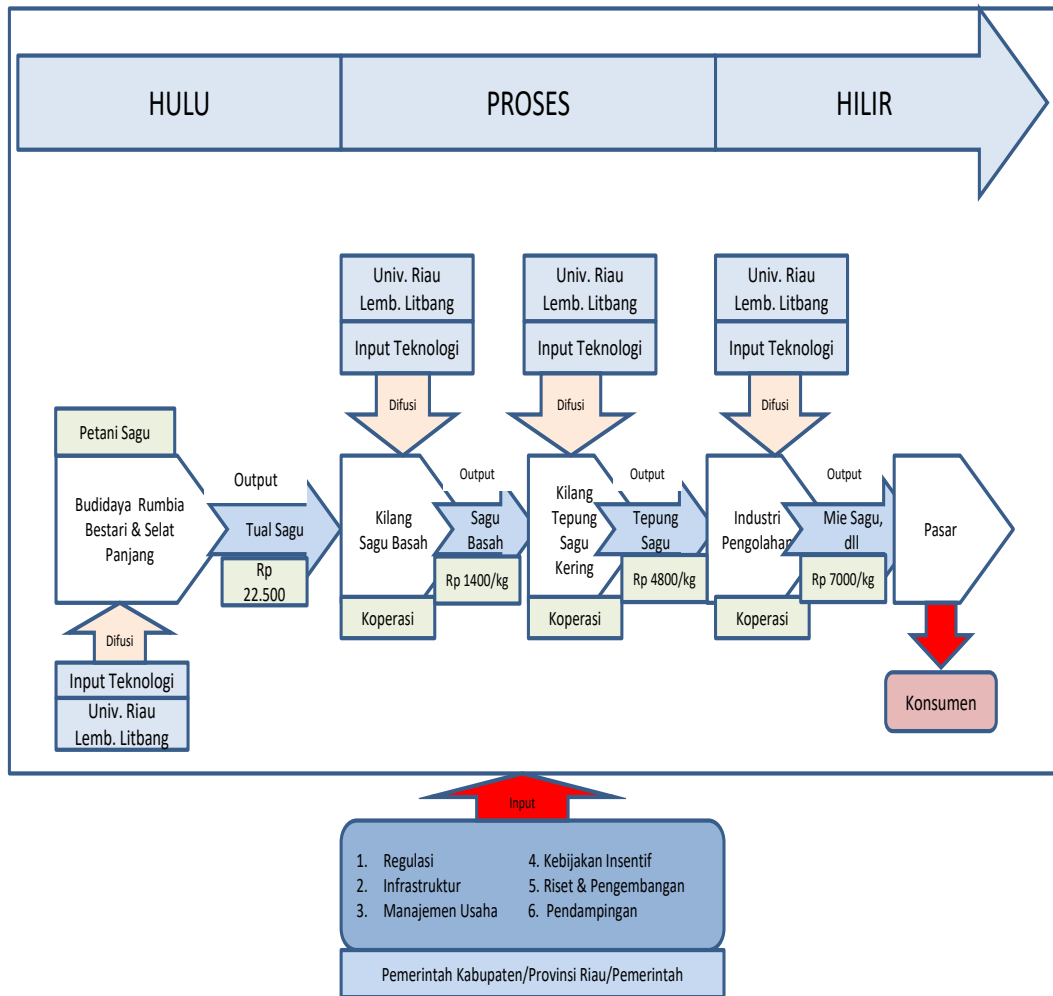 HULU
PROSES
HILIR
Univ. Riau
Lemb. Litbang
Input Teknologi
Difusi
Univ. Riau
Lemb. Litbang
Input Teknologi
Difusi
Univ. Riau
Lemb. Litbang
Input Teknologi
Difusi
Petani Sagu
Budidaya Rumbia
Bestari & Selat
Panjang
Output
Tual Sagu
Rp
22.500
Kilang
Sagu Basah
Koperasi
Output
Sagu
Basah
Rp 1400/kg
Kilang
Tepung
Sagu
Kering
Koperasi
Output
Tepung
Sagu
Rp 4800/kg
Industri
Pengolahan
Koperasi
Output
Mie Sagu,
dll
Rp 7000/kg
Pasar
Konsumen
Difusi
Input Teknologi
Univ. Riau
Lemb. Litbang
Input
1. Regulasi
2. Infrastruktur
3. Manajemen Usaha
4. Kebijakan Insentif
5. Riset & Pengembangan
6. Pendampingan
Pemerintah Kabupaten/Provinsi Riau/Pemerintah